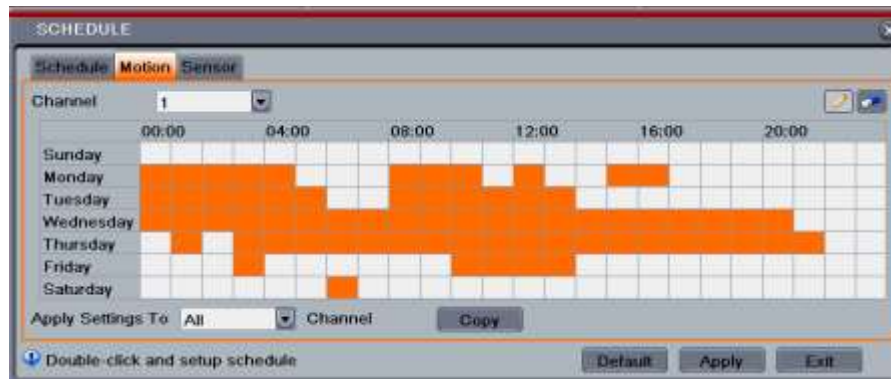 SCHEDULE
Schedule Motion Sensor
Channel 1
00:00 04:00 08:00 12:00 16:00 20:00
Sunday
Monday
Tuesday
Wednesday
Thursday
Friday
Saturday
Apply Settings To All Channel Copy
Double-click and setup schedule Default Apply Exit